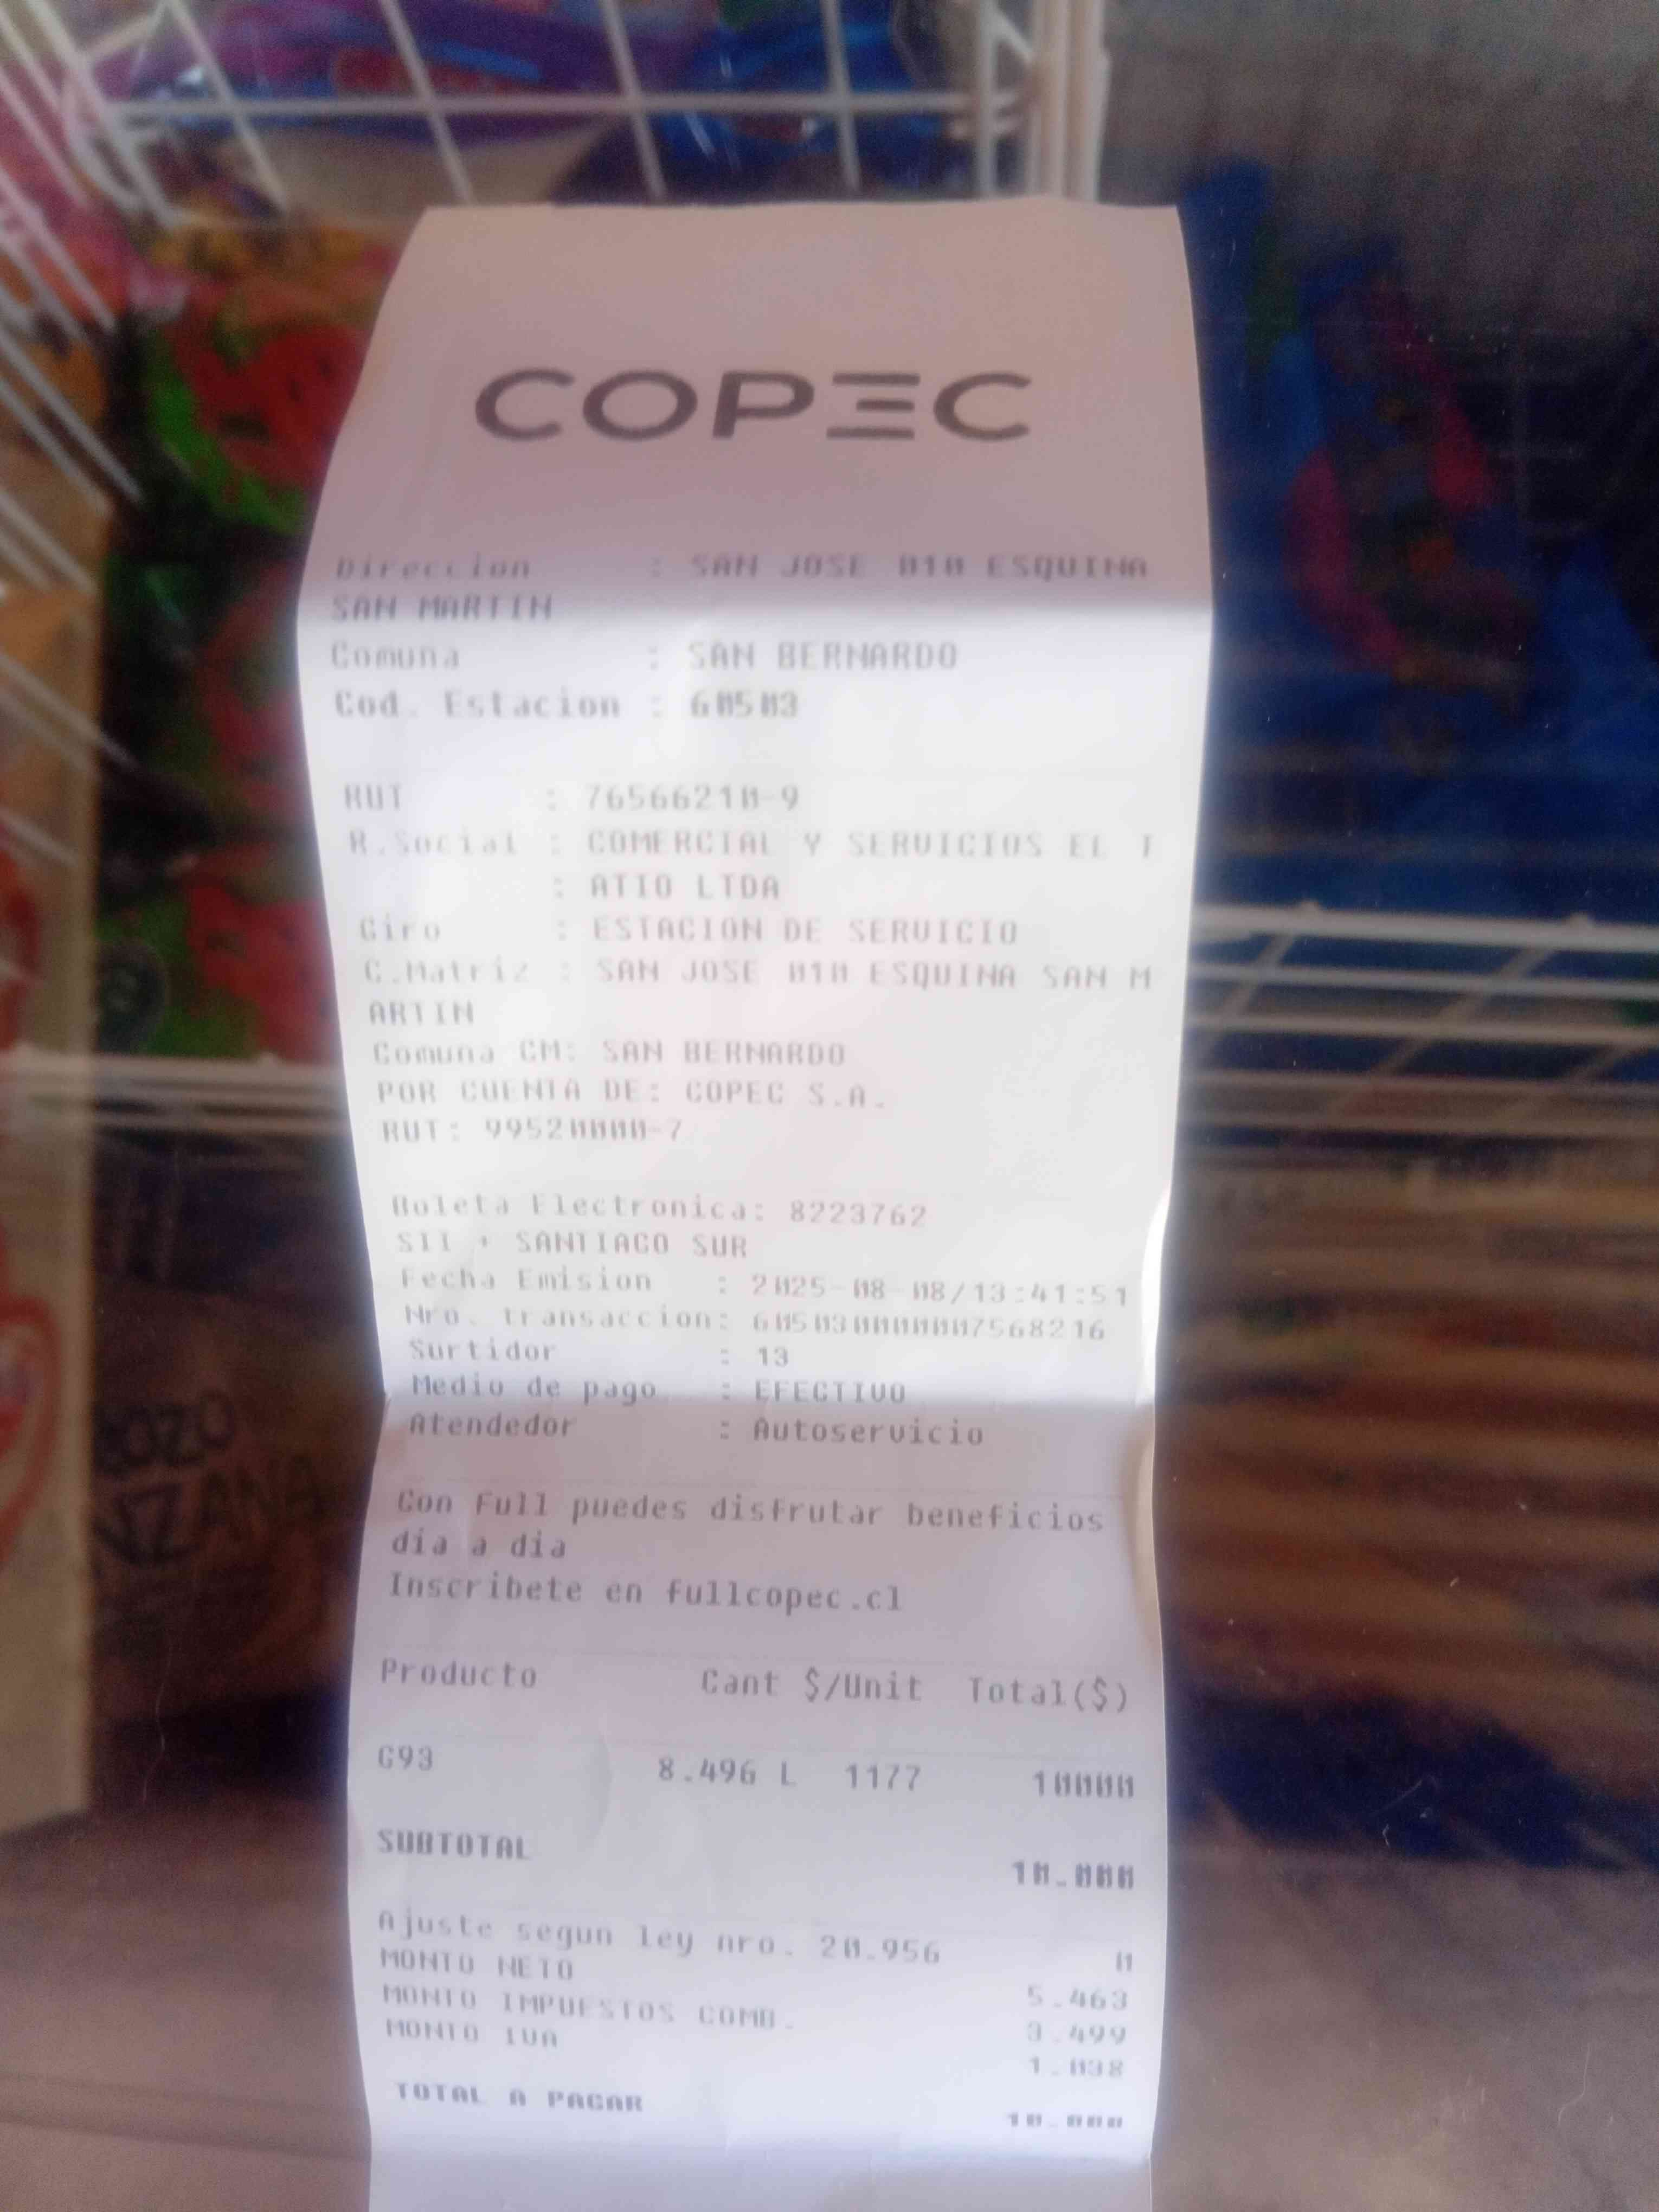 COPEC
Direccion : SAN JOSE 010 ESQUINA
SAN MARTIN
Comuna : SAN BERNARDO
Cod. Estacion : 60503
RUT : 76566210-9
R.Social : COMERCIAL Y SERVICIOS EL T
: ATIO LTDA
Giro : ESTACION DE SERVICIO
C.Matriz : SAN JOSE 010 ESQUINA SAN M
ARTIN
Comuna CM: SAN BERNARDO
POR CUENTA DE: COPEC S.A.
RUT: 99520000-7
Boleta Electronica: 8223762
SII + SANTIAGO SUR
Fecha Emision : 2025-08-08/13:41:51
Nro. transaccion: 605030000007568216
Surtidor : 13
Medio de pago : EFECTIVO
Atendedor : Autoservicio
Con Full puedes disfrutar beneficios
dia a dia
Inscribete en fullcopec.cl
Producto Cant $/Unit Total($)
G93 8.496 L 1177 10000
SUBTOTAL 10.000
Ajuste segun ley nro. 20.956 0
MONTO NETO 5.463
MONTO IMPUESTOS COMB. 3.499
MONTO IVA 1.038
TOTAL A PAGAR 10.000